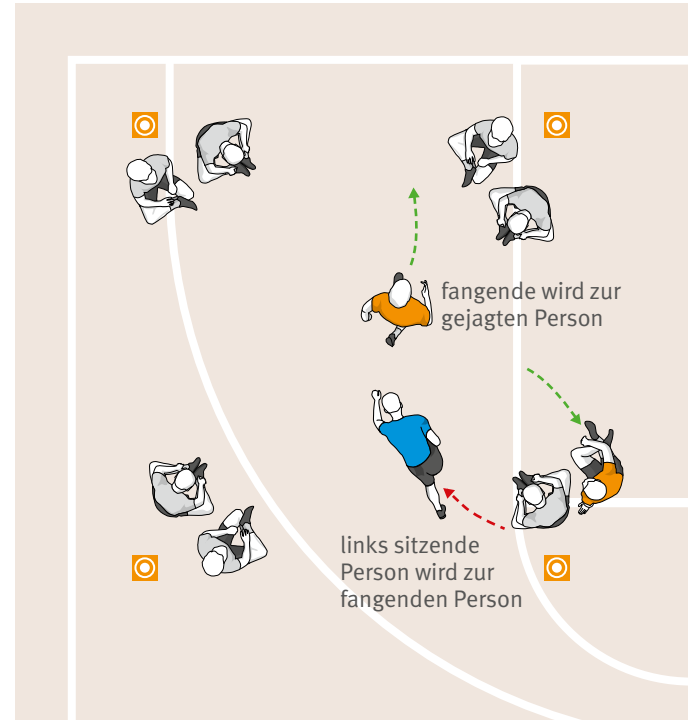 fangende wird zur
gejagten Person
links sitzende
Person wird zur
fangenden Person